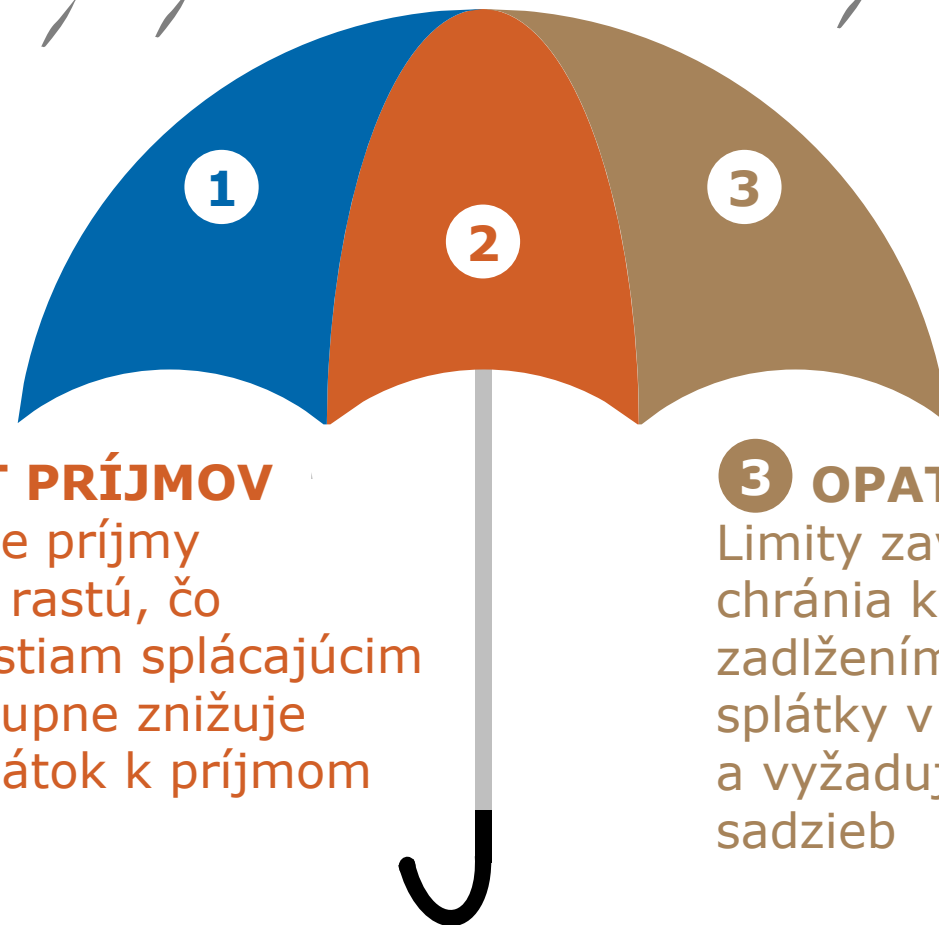 1
2
3
T PRÍJMOV
e príjmy
rastú, čo
stiam splácajúcim
upne znižuje
átok k príjmom
3 OPAT
Limity zav
chránia k
zadlžením
splátky v
a vyžaduj
sadzieb